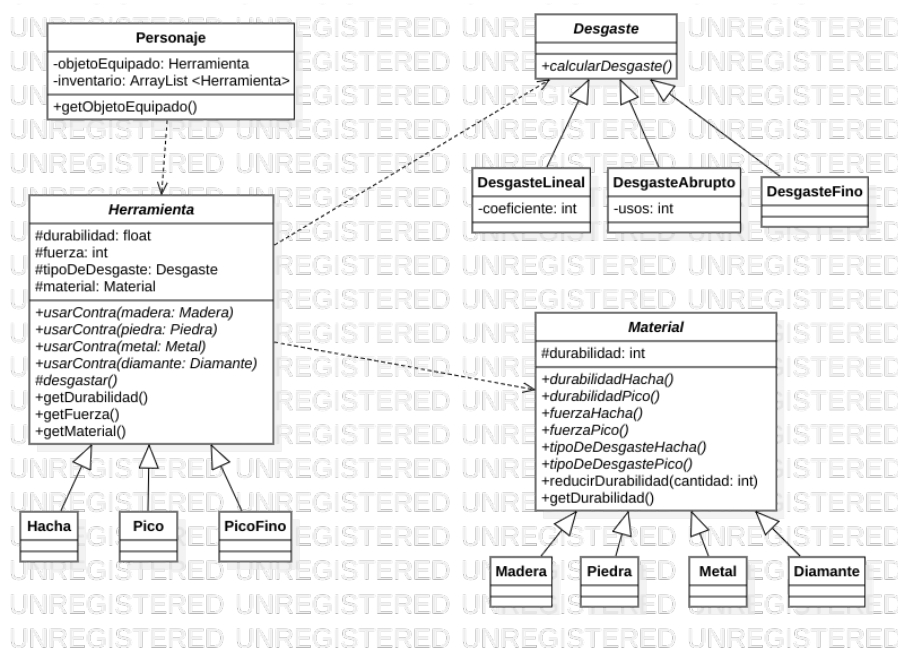 Personaje
-objetoEquipado: Herramienta
-inventario: ArrayList <Herramienta>
+getObjetoEquipado()
Desgaste
+calcularDesgaste()
DesgasteLineal
-coeficiente: int
DesgasteAbrupto
-usos: int
DesgasteFino
Herramienta
#durabilidad: float
#fuerza: int
#tipoDeDesgaste: Desgaste
#material: Material
+usarContra(madera: Madera)
+usarContra(piedra: Piedra)
+usarContra(metal: Metal)
+usarContra(diamante: Diamante)
#desgastar()
+getDurabilidad()
+getFuerza()
+getMaterial()
Material
#durabilidad: int
+durabilidadHacha()
+durabilidadPico()
+fuerzaHacha()
+fuerzaPico()
+tipoDeDesgasteHacha()
+tipoDeDesgastePico()
+reducirDurabilidad(cantidad: int)
+getDurabilidad()
Hacha
Pico
PicoFino
Madera
Piedra
Metal
Diamante
UNREGISTERED UNREGISTERED UNREGISTERED UNREGISTERED